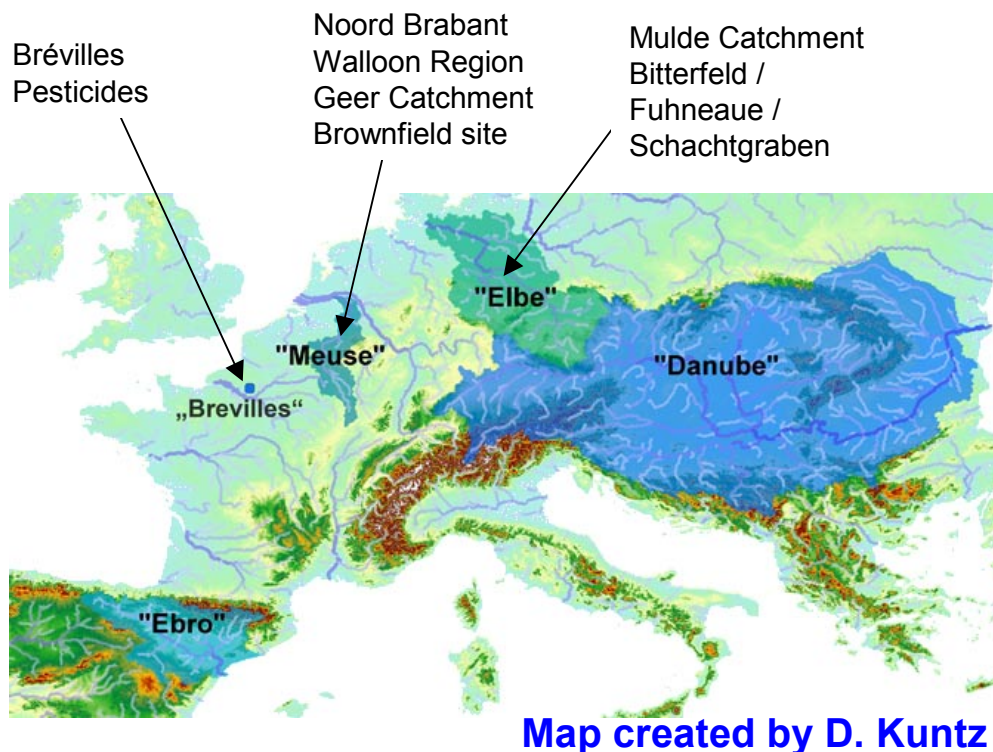 Brévilles
Pesticides
Noord Brabant
Walloon Region
Geer Catchment
Brownfield site
Mulde Catchment
Bitterfeld /
Fuhneaue /
Schachtgraben
"Elbe"
"Meuse"
"Danube"
„Brevilles“
"Ebro"
Map created by D. Kuntz